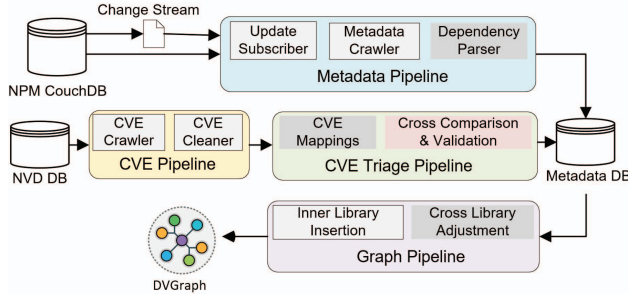 Change Stream
NPM CouchDB
Update
Subscriber
Metadata
Crawler
Dependency
Parser
Metadata Pipeline
NVD DB
CVE
Crawler
CVE
Cleaner
CVE Pipeline
CVE
Mappings
Cross Comparison
& Validation
CVE Triage Pipeline
Metadata DB
DVGraph
Inner Library
Insertion
Cross Library
Adjustment
Graph Pipeline